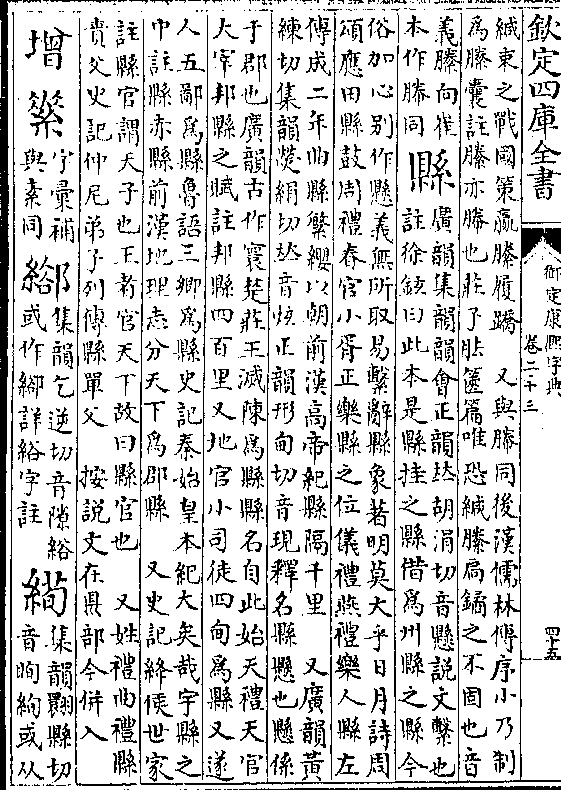 欽定四庫全書
御定康熙字典
卷二十三
四十五
緘束之戰國策羸縢履蹻 又與縢同後漢儒林傳序小乃制
為縢囊註縢亦幐也莊子胠篋篇唯恐緘縢扃鐍之不固也音
義縢向崔
本作幐同 縣 廣韻集韻韻會正韻𠀤胡涓切音懸說文繫也
註徐鉉曰此本是縣挂之縣借為州縣之縣今
俗加心別作懸義無所取易繫辭縣象著明莫大乎日月詩周
頌應田縣鼓周禮春官小胥正樂縣之位儀禮燕禮樂人縣左
傳成二年曲縣繁纓以朝前漢高帝紀縣隔千里 又廣韻黃
練切集韻熒絹切𠀤音炫正韻形甸切音現釋名縣懸也懸係
于郡也廣韻古作寰楚莊王滅陳為縣縣名自此始天禮天官
大宰邦縣之賦註邦縣四百里又地官小司徒四甸為縣又遂
人五鄙為縣魯語三鄉為縣史記秦始皇本紀大矣哉宇縣之
中註縣赤縣前漢地理志分天下為郡縣 又史記絳侯世家
註縣官謂天子也王者官天下故曰縣官也 又姓禮曲禮縣
賁父史記仲尼弟子列傳縣單父 按說文在𥄉部今併入
增 縏 字彙補
與素同 𦃰 集韻乞逆切音隙綌
或作𦃰詳綌字註 絢 集韻翾縣切
音眴絢或从